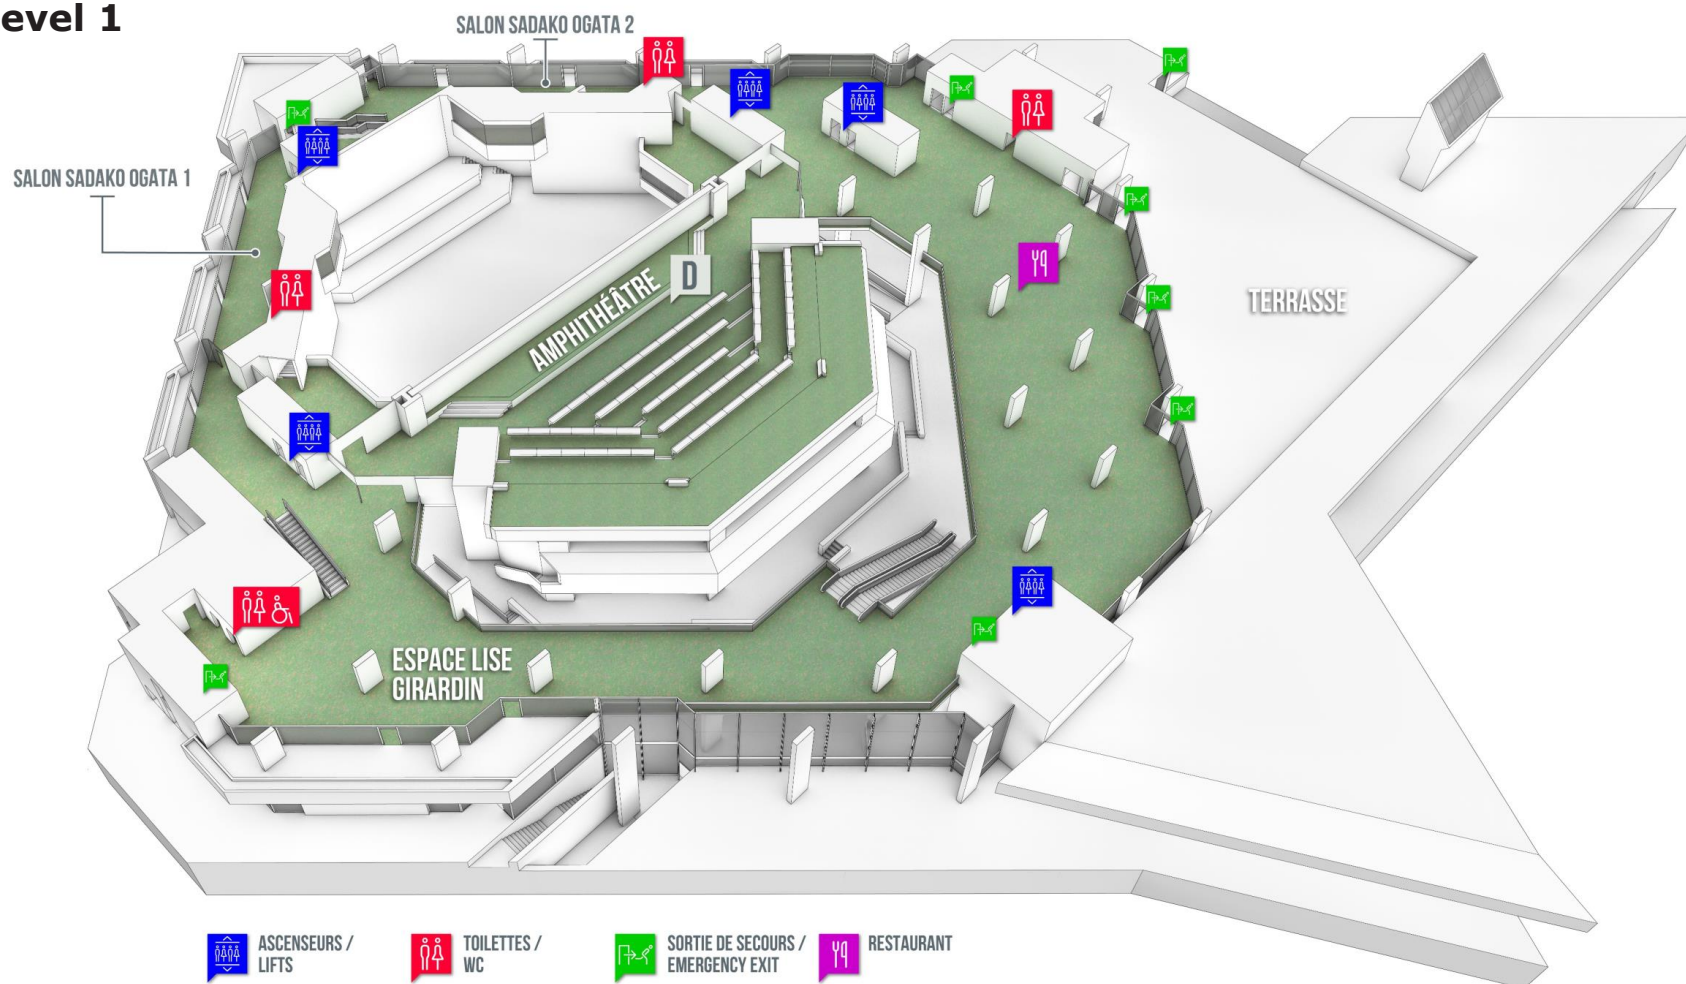 evel 1
SALON SADAKO OGATA 2
SALON SADAKO OGATA 1
AMPHITHÉÂTRE
D
TERRASSE
ESPACE LISE
GIRARDIN
ASCENSEURS /
LIFTS
TOILETTES /
WC
SORTIE DE SECOURS /
EMERGENCY EXIT
RESTAURANT